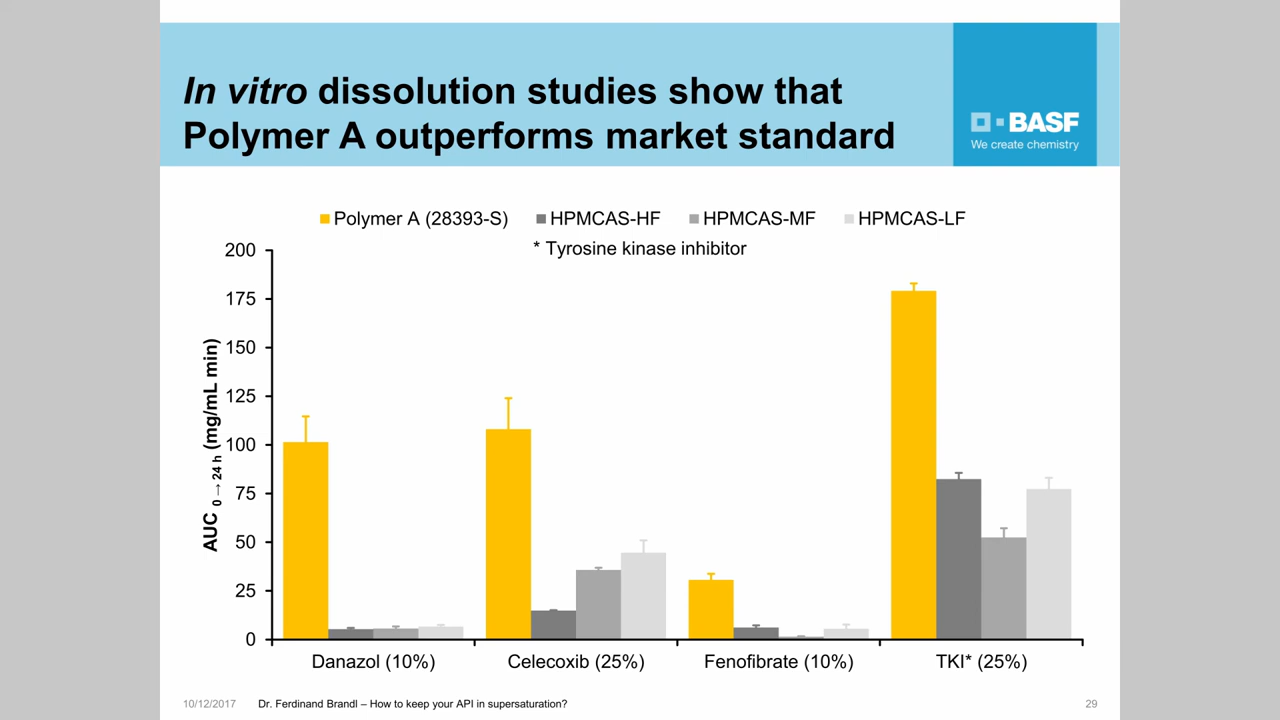 In vitro dissolution studies show that
Polymer A outperforms market standard
BASF
We create chemistry
Polymer A (28393-S) HPMCAS-HF HPMCAS-MF HPMCAS-LF
* Tyrosine kinase inhibitor
AUC 0 → 24 h (mg/mL min)
200
175
150
125
100
75
50
25
0
Danazol (10%) Celecoxib (25%) Fenofibrate (10%) TKI* (25%)
10/12/2017 Dr. Ferdinand Brandl – How to keep your API in supersaturation? 29